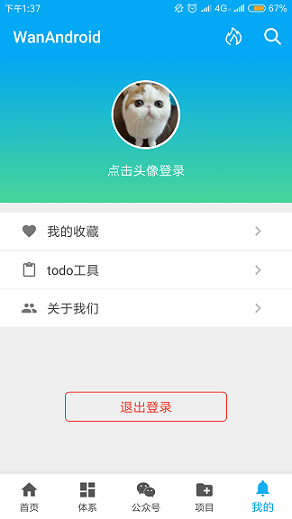 下午1:37
4G
67%
WanAndroid
点击头像登录
我的收藏
todo工具
关于我们
退出登录
首页
体系
公众号
项目
我的